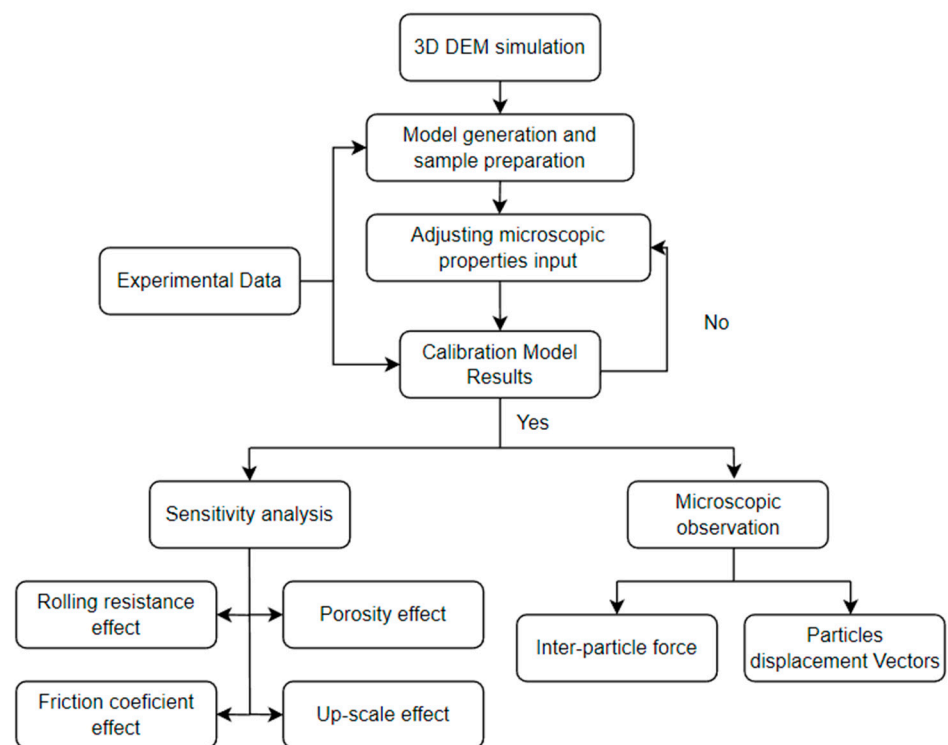 3D DEM simulation
Model generation and
sample preparation
Adjusting microscopic
properties input
Experimental Data
No
Calibration Model
Results
Yes
Sensitivity analysis
Microscopic
observation
Rolling resistance
effect
Porosity effect
Inter-particle force
Particles
displacement Vectors
Friction coeficient
effect
Up-scale effect